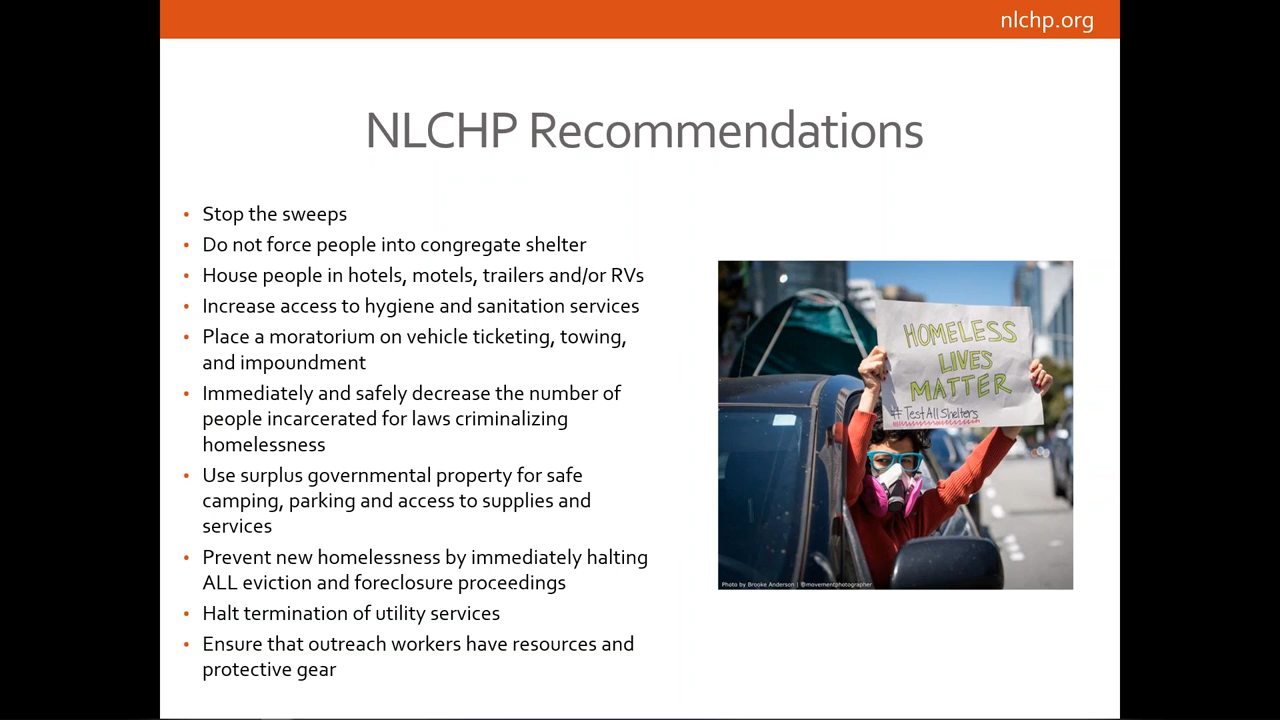 nlchp.org
NLCHP Recommendations
• Stop the sweeps
• Do not force people into congregate shelter
• House people in hotels, motels, trailers and/or RVs
• Increase access to hygiene and sanitation services
• Place a moratorium on vehicle ticketing, towing,
and impoundment
• Immediately and safely decrease the number of
people incarcerated for laws criminalizing
homelessness
• Use surplus governmental property for safe
camping, parking and access to supplies and
services
• Prevent new homelessness by immediately halting
ALL eviction and foreclosure proceedings
• Halt termination of utility services
• Ensure that outreach workers have resources and
protective gear
HOMELESS
LIVES
MATTER
#TestAllShelters
Photo by Brooke Anderson | @movementphotographer